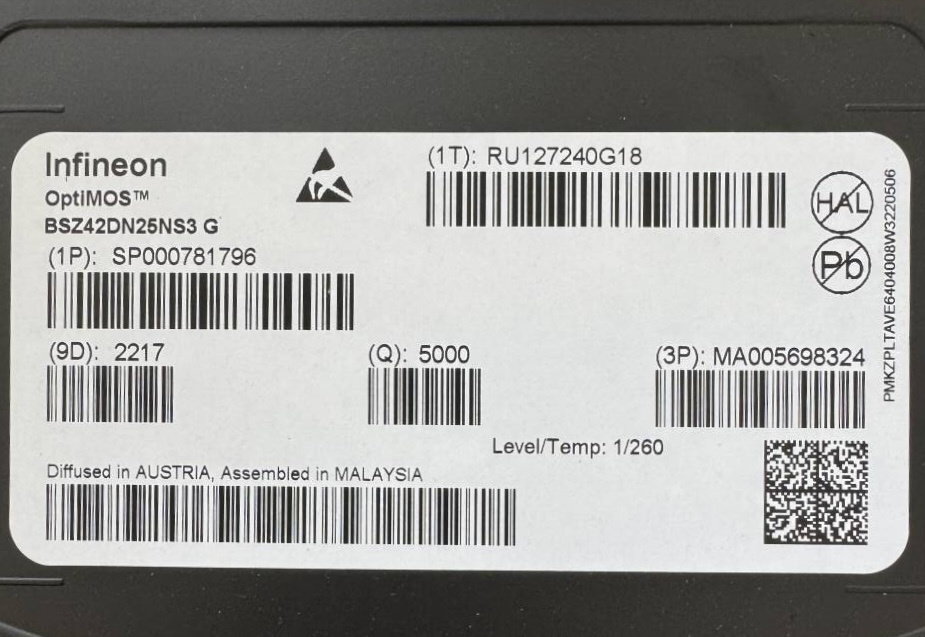 Infineon
OptiMOS™
BSZ42DN25NS3 G
(1P): SP000781796
(1T): RU127240G18
HAL
Pb
PMKZPLTAVE6404008W3220506
(9D): 2217
(Q): 5000
(3P): MA005698324
Level/Temp: 1/260
Diffused in AUSTRIA, Assembled in MALAYSIA